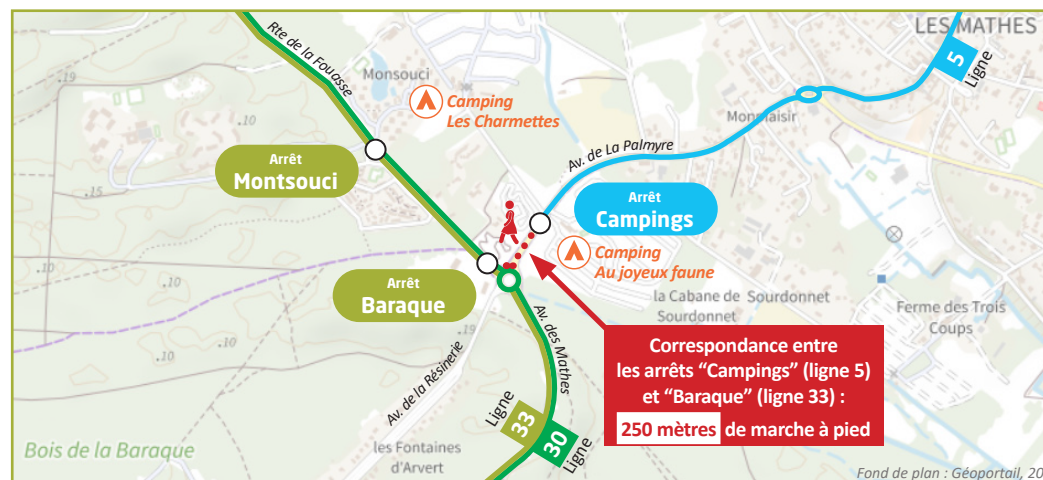 LES MATHES
5
Ligne
Rte de la Fouasse
.19
Monsouci
Camping
Les Charmettes
.10
.10
Monplaisir
Av. de La Palmyre
Arrêt
Montsouci
.15
Arrêt
Campings
Camping
Au joyeux faune
Arrêt
Baraque
la Cabane de
Sourdonnet
Sourdonnet
Ferme des Trois
Coups
.10
.10
.19
Av. des Mathes
Av. de la Résinerie
Correspondance entre
les arrêts “Campings” (ligne 5)
et “Baraque” (ligne 33) :
250 mètres de marche à pied
Ligne
33
30
Ligne
les Fontaines
d'Arvert
Bois de la Baraque
Fond de plan : Géoportail, 20